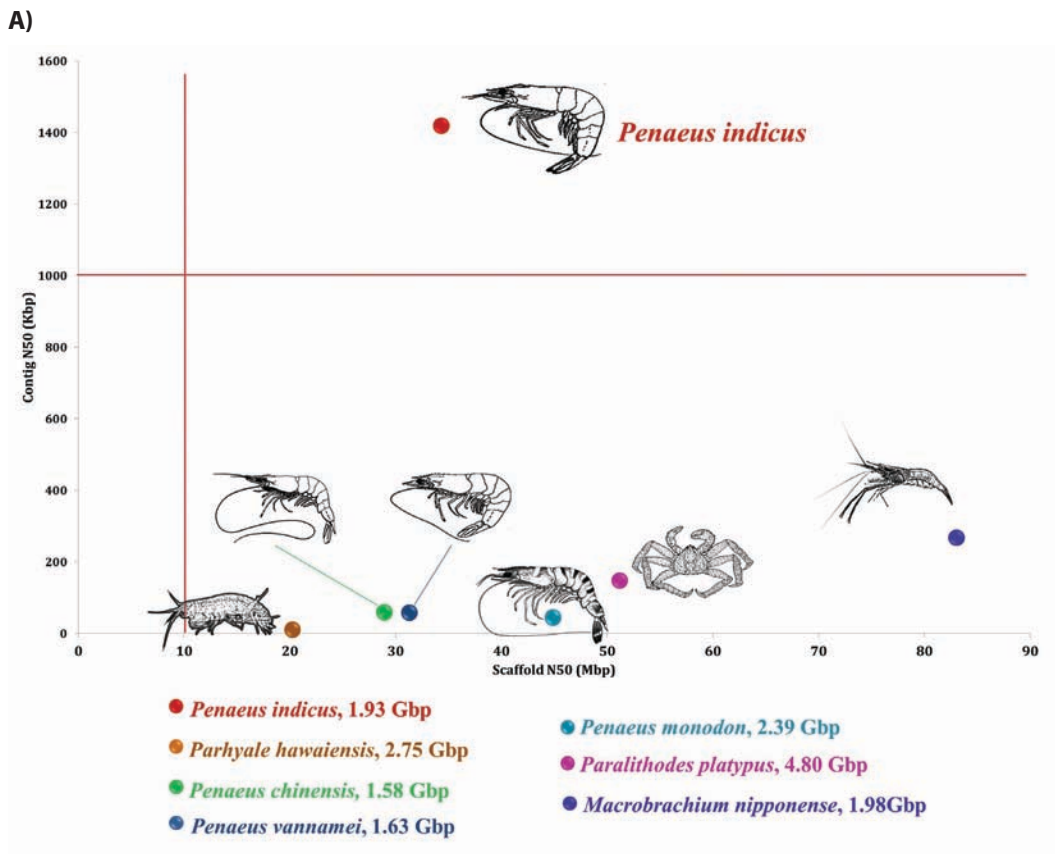 A)
1600
1400
1200
1000
800
600
400
200
0
Contig N50 (Kbp)
Penaeus indicus
0 10 20 30 40 50 60 70 80 90
Scaffold N50 (Mbp)
Penaeus indicus, 1.93 Gbp
Parhyale hawaiensis, 2.75 Gbp
Penaeus chinensis, 1.58 Gbp
Penaeus vannamei, 1.63 Gbp
Penaeus monodon, 2.39 Gbp
Paralithodes platypus, 4.80 Gbp
Macrobrachium nipponense, 1.98Gbp